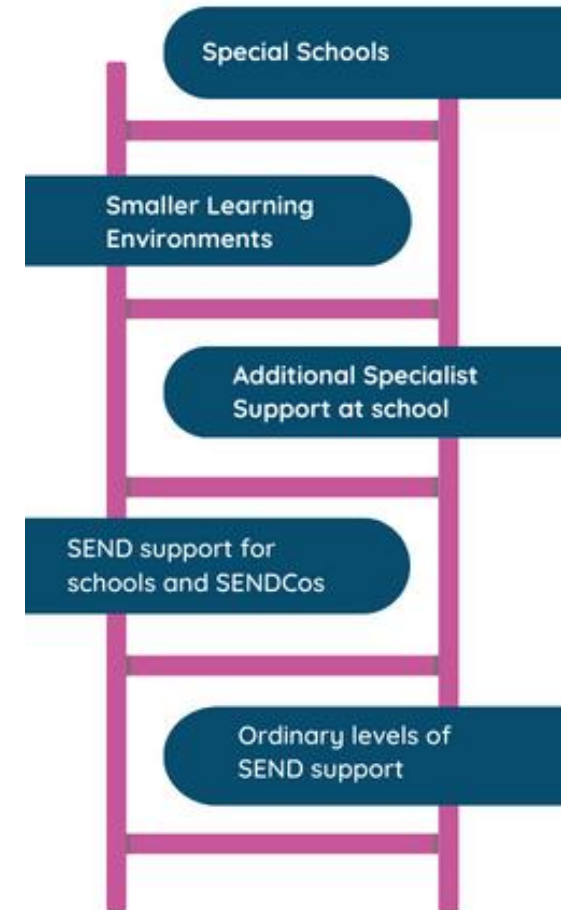 Special Schools
Smaller Learning
Environments
Additional Specialist
Support at school
SEND support for
schools and SENDCos
Ordinary levels of
SEND support